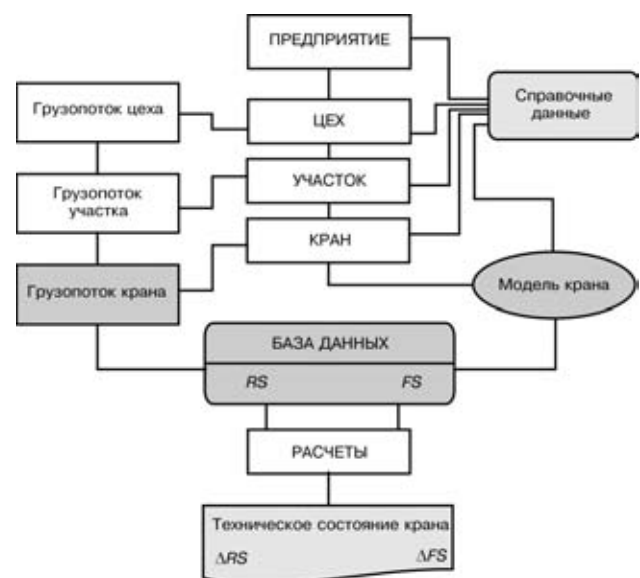 ПРЕДПРИЯТИЕ
Грузопоток цеха
ЦЕХ
Справочные
данные
Грузопоток
участка
УЧАСТОК
КРАН
Грузопоток крана
Модель крана
БАЗА ДАННЫХ
RS FS
РАСЧЕТЫ
Техническое состояние крана
ΔRS ΔFS